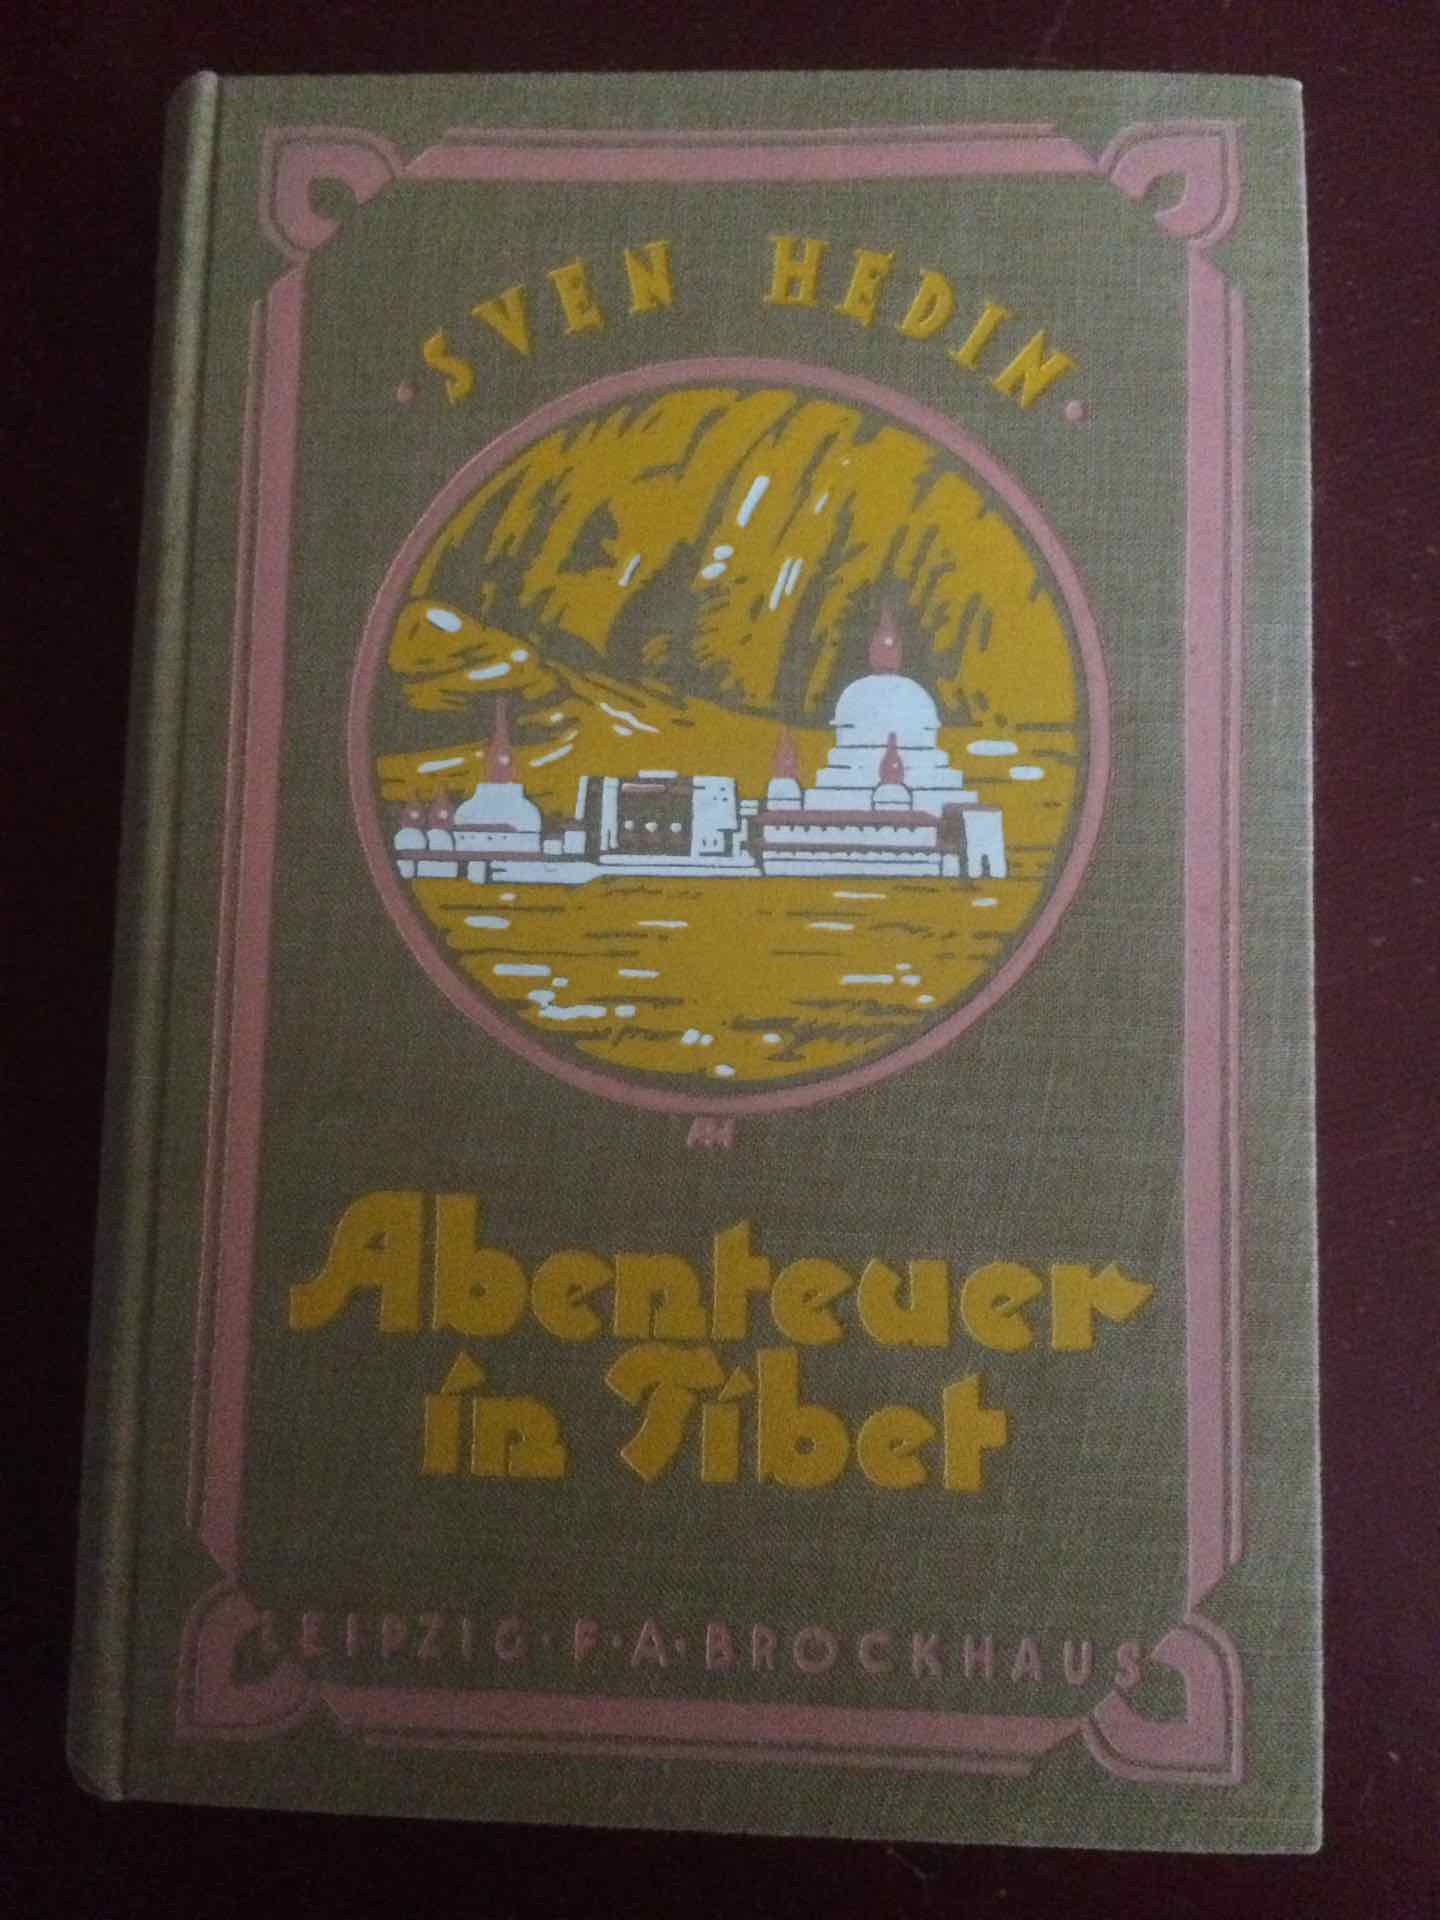 · SVEN HEDIN ·
Abenteuer
in Tibet
LEIPZIG · F · A · BROCKHAUS